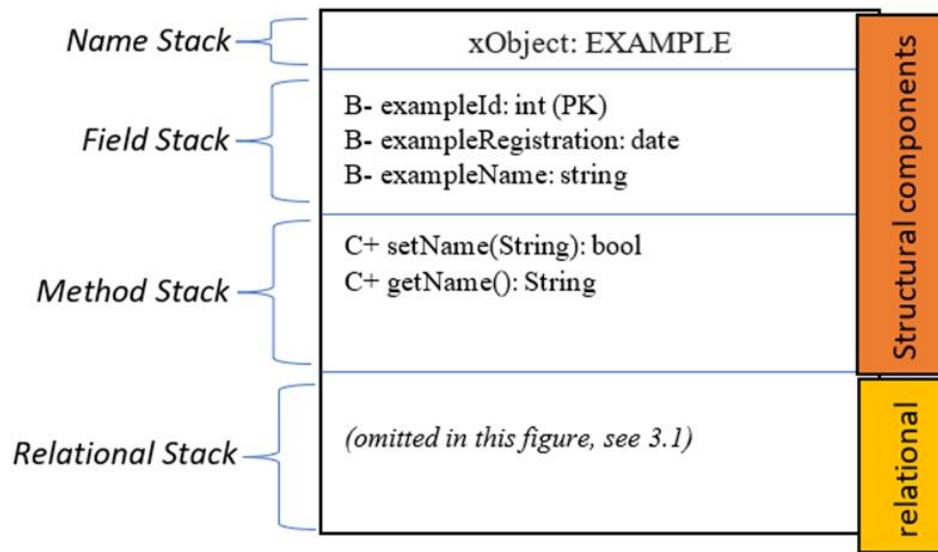 Name Stack
xObject: EXAMPLE
Field Stack
B- exampleId: int (PK)
B- exampleRegistration: date
B- exampleName: string
Method Stack
C+ setName(String): bool
C+ getName(): String
Relational Stack
(omitted in this figure, see 3.1)
Structural components
relational